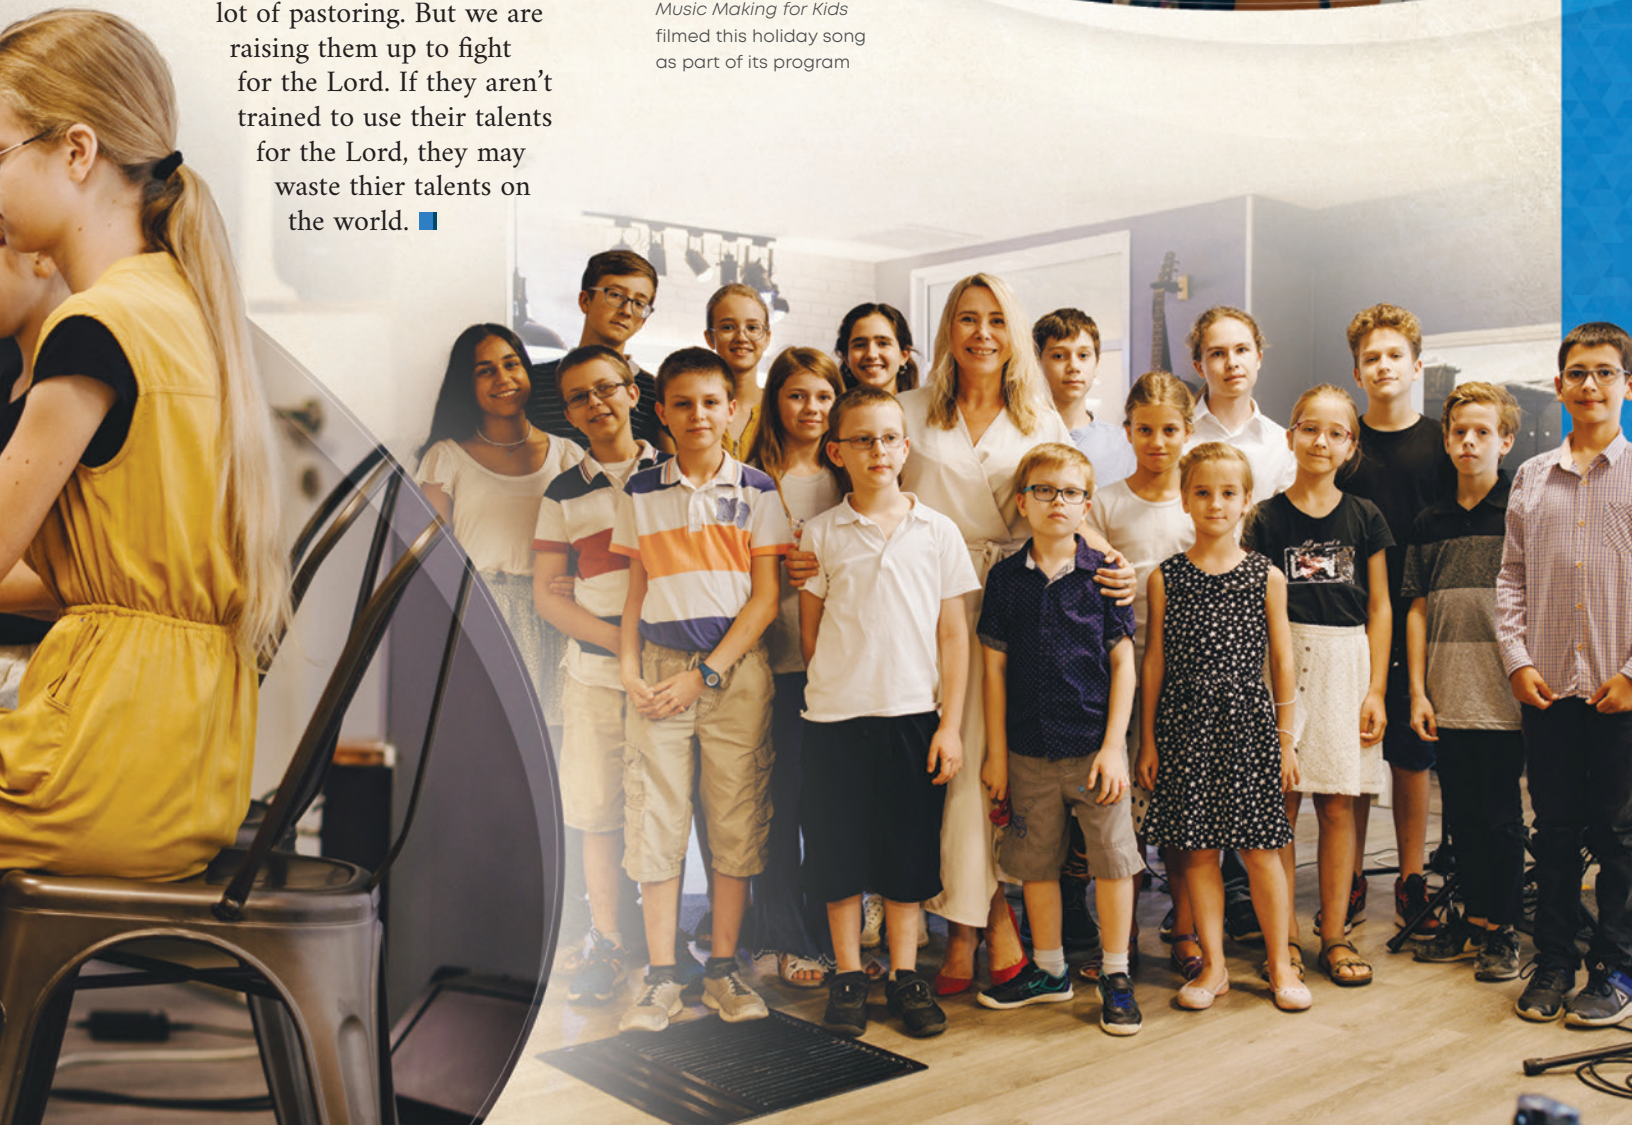 lot of pastoring. But we are
raising them up to fight
for the Lord. If they aren’t
trained to use their talents
for the Lord, they may
waste thier talents on
the world.
Music Making for Kids
filmed this holiday song
as part of its program